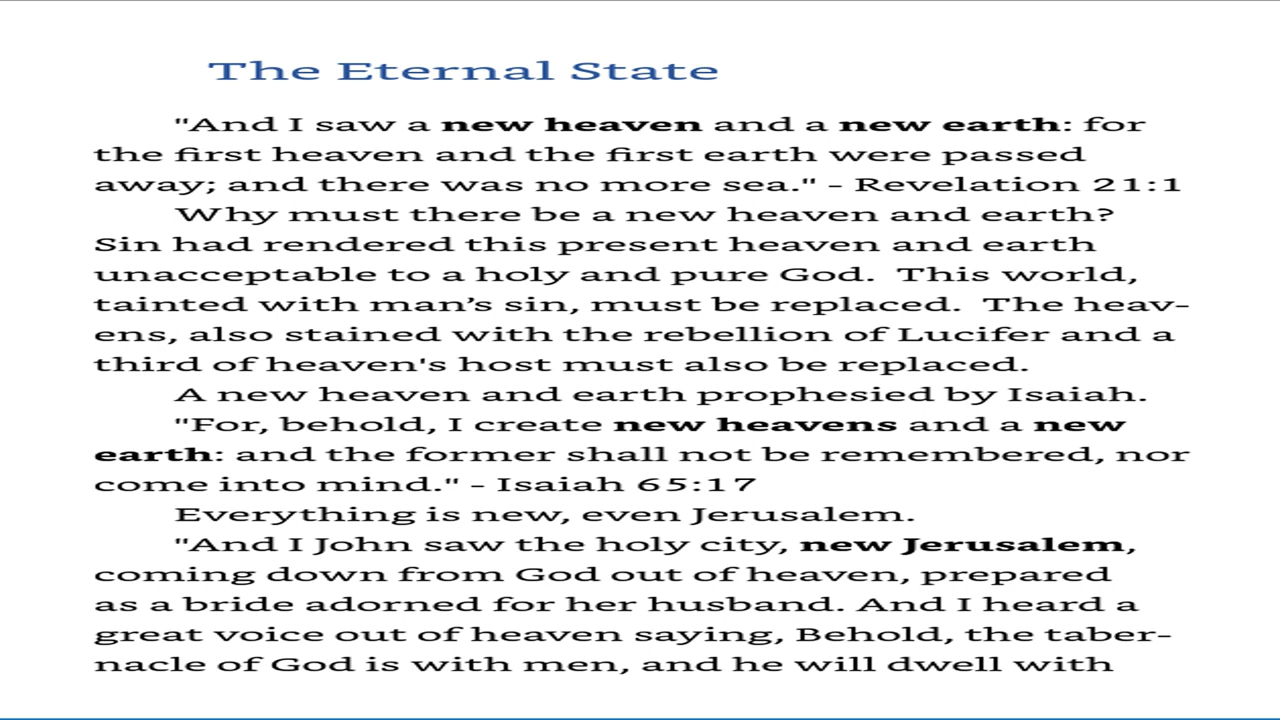 The Eternal State
"And I saw a new heaven and a new earth: for
the first heaven and the first earth were passed
away; and there was no more sea." - Revelation 21:1
Why must there be a new heaven and earth?
Sin had rendered this present heaven and earth
unacceptable to a holy and pure God.  This world,
tainted with man’s sin, must be replaced.  The heav-
ens, also stained with the rebellion of Lucifer and a
third of heaven's host must also be replaced.
A new heaven and earth prophesied by Isaiah.
"For, behold, I create new heavens and a new
earth: and the former shall not be remembered, nor
come into mind." - Isaiah 65:17
Everything is new, even Jerusalem.
"And I John saw the holy city, new Jerusalem,
coming down from God out of heaven, prepared
as a bride adorned for her husband. And I heard a
great voice out of heaven saying, Behold, the taber-
nacle of God is with men, and he will dwell with